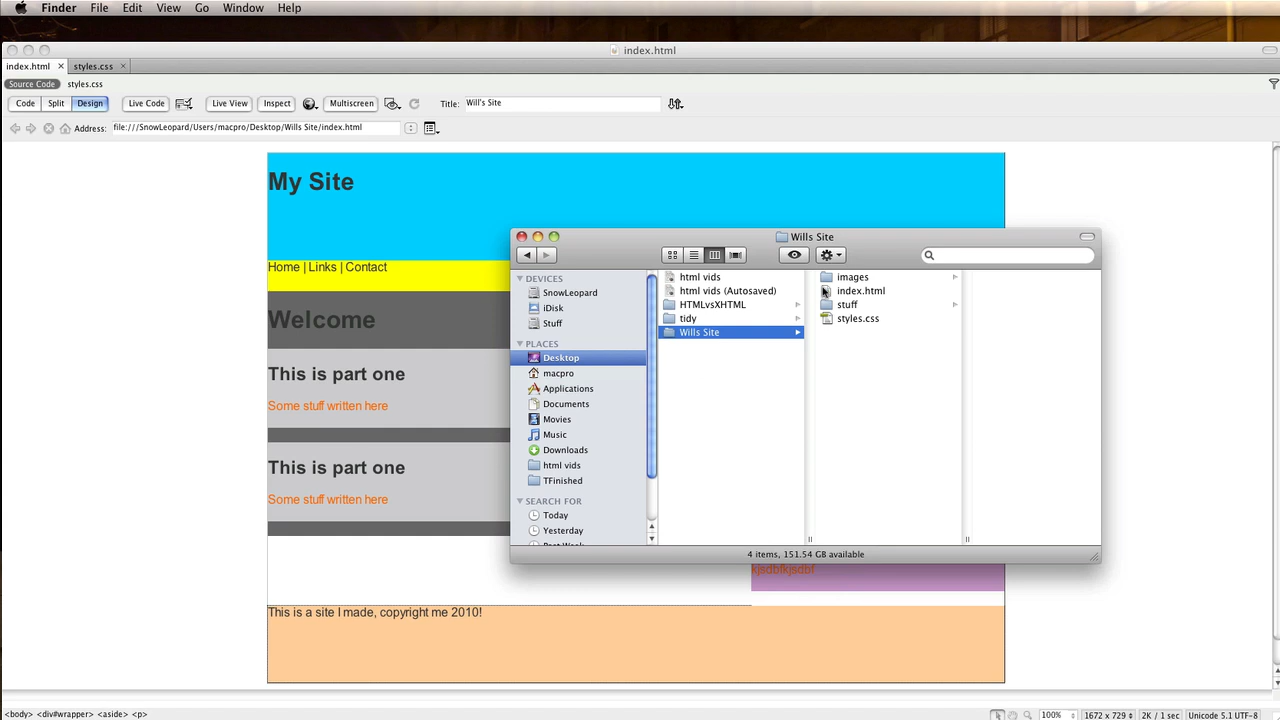 Finder File Edit View Go Window Help
index.html
index.html styles.css
Source Code styles.css
Code Split Design Live Code Live View Inspect Multiscreen Title: Will's Site
Address: file:///SnowLeopard/Users/macpro/Desktop/Wills Site/index.html
My Site
Home | Links | Contact
Welcome
This is part one
Some stuff written here
This is part one
Some stuff written here
kjsdbfkjsdbf
This is a site I made, copyright me 2010!
Wills Site
DEVICES
SnowLeopard
iDisk
Stuff
PLACES
Desktop
macpro
Applications
Documents
Movies
Music
Downloads
html vids
TFinished
SEARCH FOR
Today
Yesterday
Past Week
html vids
html vids (Autosaved)
HTMLvsXHTML
tidy
Wills Site
images
index.html
stuff
styles.css
4 items, 151.54 GB available
<body> <div#wrapper> <aside> <p> 100% 1672 x 729 2K / 1 sec Unicode 5.1 UTF-8